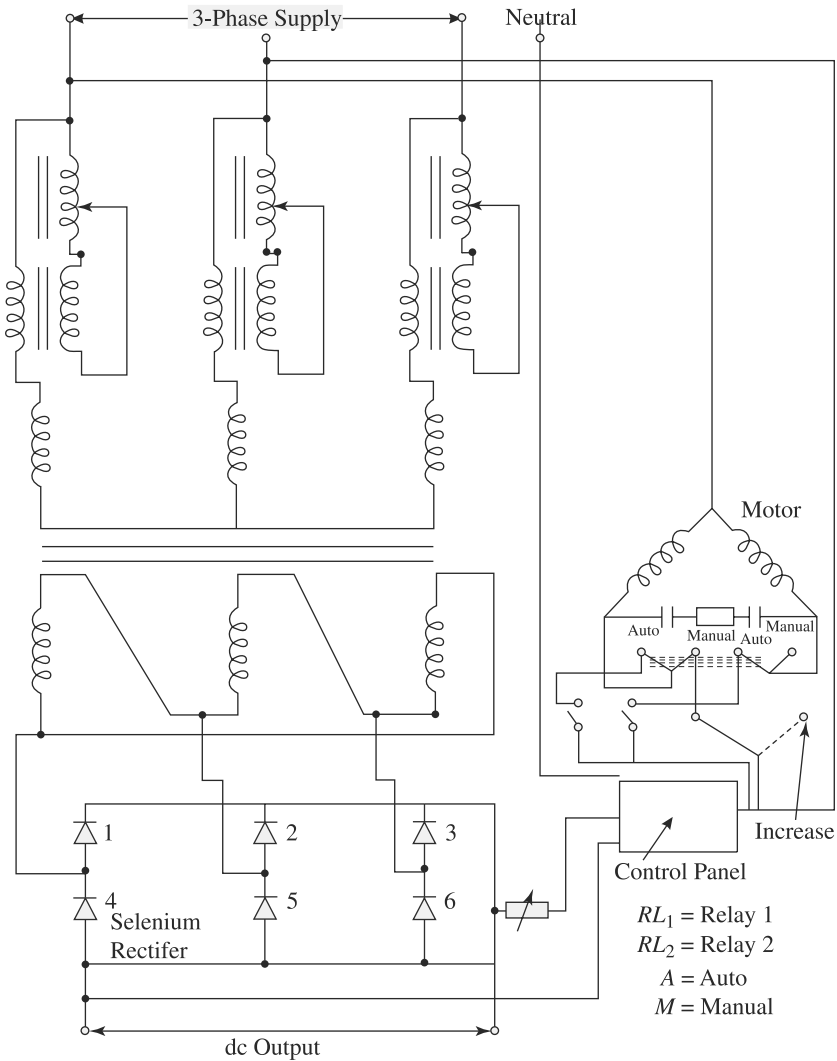 3-Phase Supply
Neutral
Motor
Auto
Manual
Auto
Manual
1
2
3
4
5
6
Selenium
Rectifer
Increase
Control Panel
RL1 = Relay 1
RL2 = Relay 2
A = Auto
M = Manual
dc Output